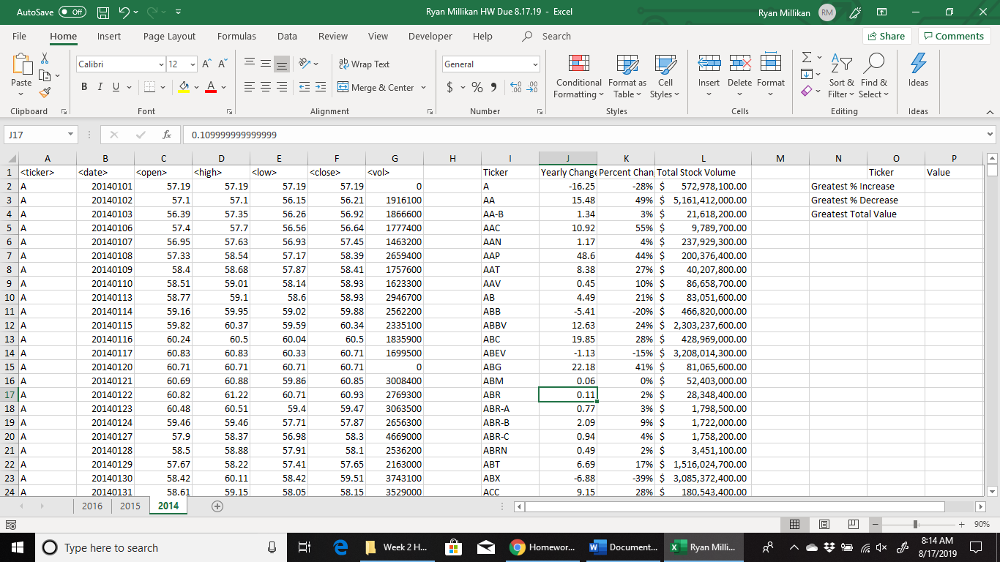 AutoSave Off Ryan Millikan HW Due 8.17.19 - Excel Ryan Millikan RM
File Home Insert Page Layout Formulas Data Review View Developer Help Search Share Comments
Paste Calibri 12 A A Wrap Text General Conditional Formatting Format as Table Cell Styles Insert Delete Format Sort & Filter Find & Select Ideas
B I U A Merge & Center $ %
Clipboard Font Alignment Number Styles Cells Editing Ideas
J17 fx 0.109999999999999
A B C D E F G H I J K L M N O P
1 <ticker> <date> <open> <high> <low> <close> <vol> Ticker Yearly Change Percent Chan Total Stock Volume Ticker Value
2 A 20140101 57.19 57.19 57.19 57.19 0 A -16.25 -28% $ 572,978,100.00 Greatest % Increase
3 A 20140102 57.1 57.1 56.15 56.21 1916100 AA 15.48 49% $ 5,161,412,000.00 Greatest % Decrease
4 A 20140103 56.39 57.35 56.26 56.92 1866600 AA-B 1.34 3% $ 21,618,200.00 Greatest Total Value
5 A 20140106 57.4 57.7 56.56 56.64 1777400 AAC 10.92 55% $ 9,789,700.00
6 A 20140107 56.95 57.63 56.93 57.45 1463200 AAN 1.17 4% $ 237,929,300.00
7 A 20140108 57.33 58.54 57.17 58.39 2659400 AAP 48.6 44% $ 200,376,400.00
8 A 20140109 58.4 58.68 57.87 58.41 1757600 AAT 8.38 27% $ 40,207,800.00
9 A 20140110 58.51 59.01 58.14 58.93 1623300 AAV 0.45 10% $ 86,658,700.00
10 A 20140113 58.77 59.1 58.6 58.93 2946700 AB 4.49 21% $ 83,051,600.00
11 A 20140114 59.16 59.95 59.02 59.88 2562200 ABB -5.41 -20% $ 466,820,000.00
12 A 20140115 59.82 60.37 59.59 60.34 2335100 ABBV 12.63 24% $ 2,303,237,600.00
13 A 20140116 60.24 60.5 60.04 60.5 1835900 ABC 19.85 28% $ 428,969,000.00
14 A 20140117 60.83 60.83 60.33 60.71 1699500 ABEV -1.13 -15% $ 3,208,014,300.00
15 A 20140120 60.71 60.71 60.71 60.71 0 ABG 22.18 41% $ 81,065,600.00
16 A 20140121 60.69 60.88 59.86 60.85 3008400 ABM 0.06 0% $ 52,403,000.00
17 A 20140122 60.82 61.22 60.71 60.93 2769300 ABR 0.11 2% $ 28,348,400.00
18 A 20140123 60.48 60.51 59.4 59.47 3063500 ABR-A 0.77 3% $ 1,798,500.00
19 A 20140124 59.46 59.46 57.71 57.87 2656300 ABR-B 2.09 9% $ 1,722,000.00
20 A 20140127 57.9 58.37 56.98 58.3 4669000 ABR-C 0.94 4% $ 1,758,200.00
21 A 20140128 58.5 58.88 57.91 58.1 2536200 ABRN 0.49 2% $ 3,451,100.00
22 A 20140129 57.67 58.22 57.41 57.65 2163000 ABT 6.69 17% $ 1,516,024,700.00
23 A 20140130 58.42 60.11 58.42 59.51 3743100 ABX -6.88 -39% $ 3,085,372,400.00
24 A 20140131 58.61 59.15 58.05 58.15 3529000 ACC 9.15 28% $ 180,543,400.00
2016 2015 2014
90%
Type here to search Week 2 H... Homewor... Document... Ryan Milli... 8:14 AM
8/17/2019